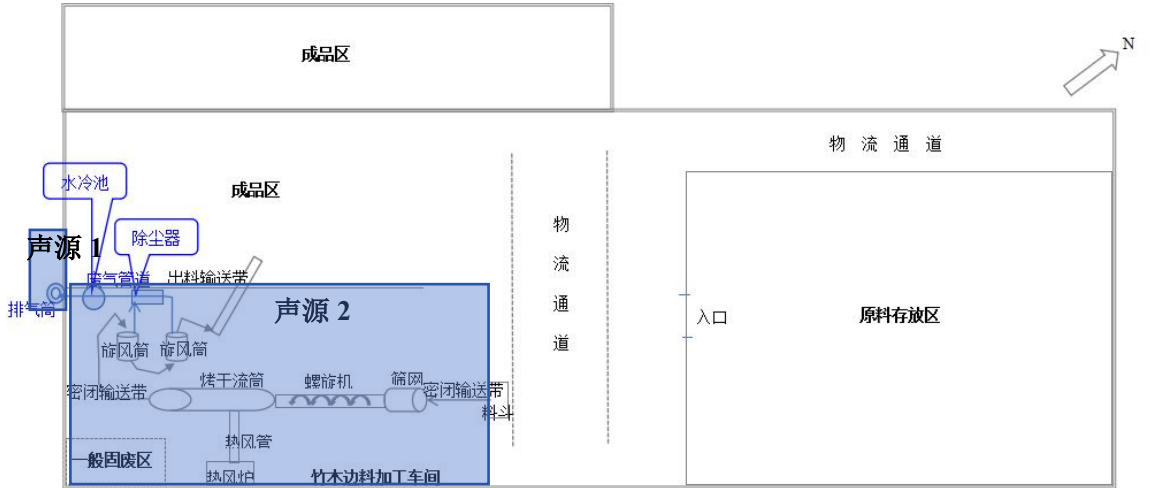 成品区
N
物流通道
水冷池
成品区
声源 1
除尘器
物流通道
废气管道
出料输送带
排气筒
声源 2
入口
原料存放区
旋风筒
旋风筒
密闭输送带
烤干流筒
螺旋机
筛网
密闭输送带
料斗
热风管
一般固废区
热风炉
竹木边料加工车间